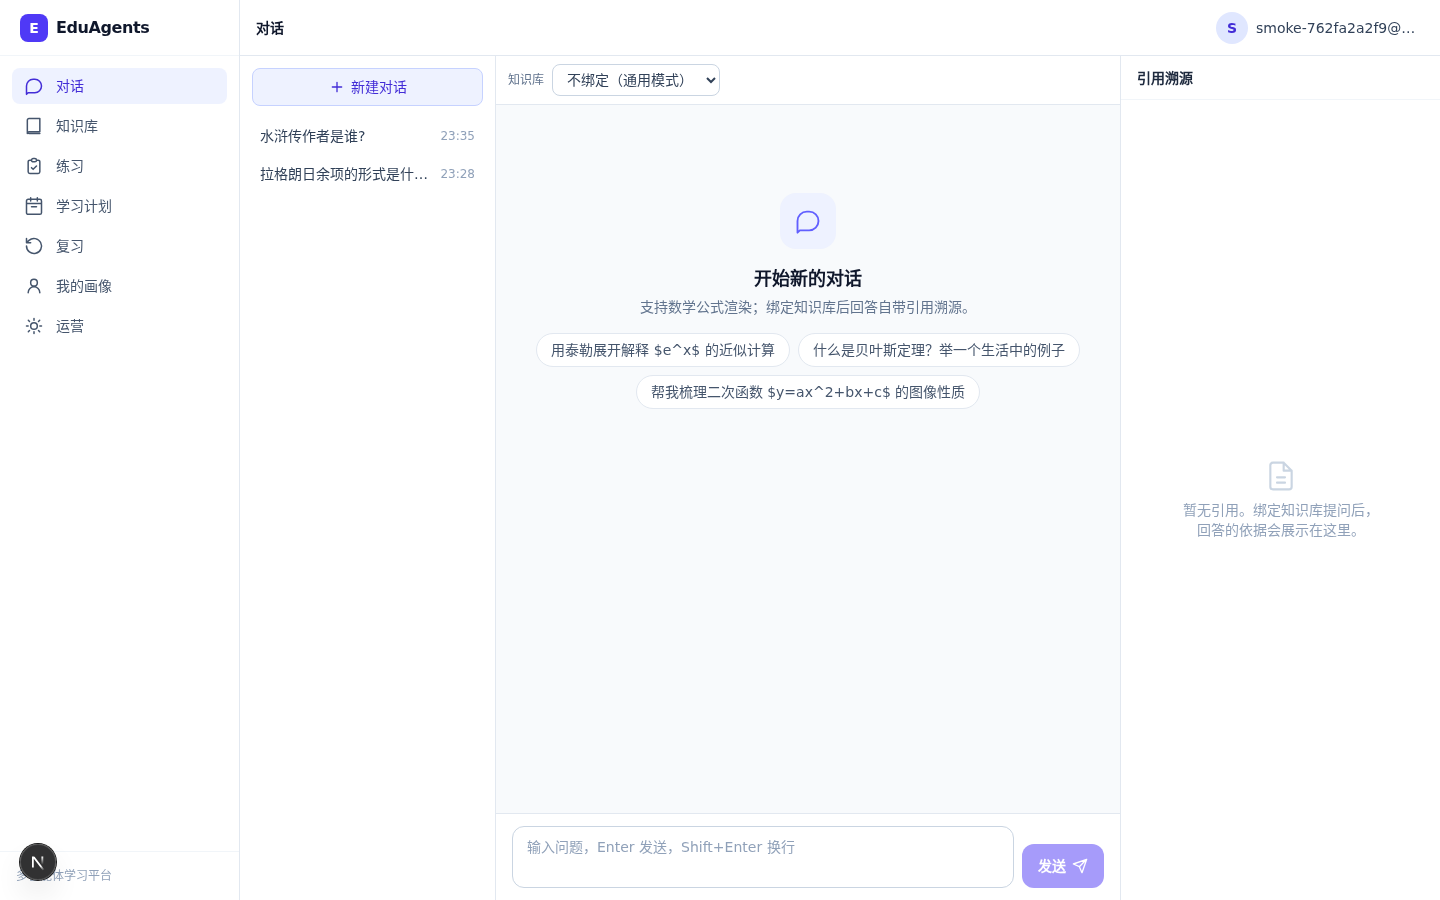 E EduAgents
对话
知识库
练习
学习计划
复习
我的画像
运营
多
体学习平台
对话
S smoke-762fa2a2f9@...
新建对话
水浒传作者是谁? 23:35
拉格朗日余项的形式是什... 23:28
知识库 不绑定（通用模式）
开始新的对话
支持数学公式渲染；绑定知识库后回答自带引用溯源。
用泰勒展开解释 $e^x$ 的近似计算
什么是贝叶斯定理？举一个生活中的例子
帮我梳理二次函数 $y=ax^2+bx+c$ 的图像性质
输入问题，Enter 发送，Shift+Enter 换行
发送
引用溯源
暂无引用。绑定知识库提问后，
回答的依据会展示在这里。
N